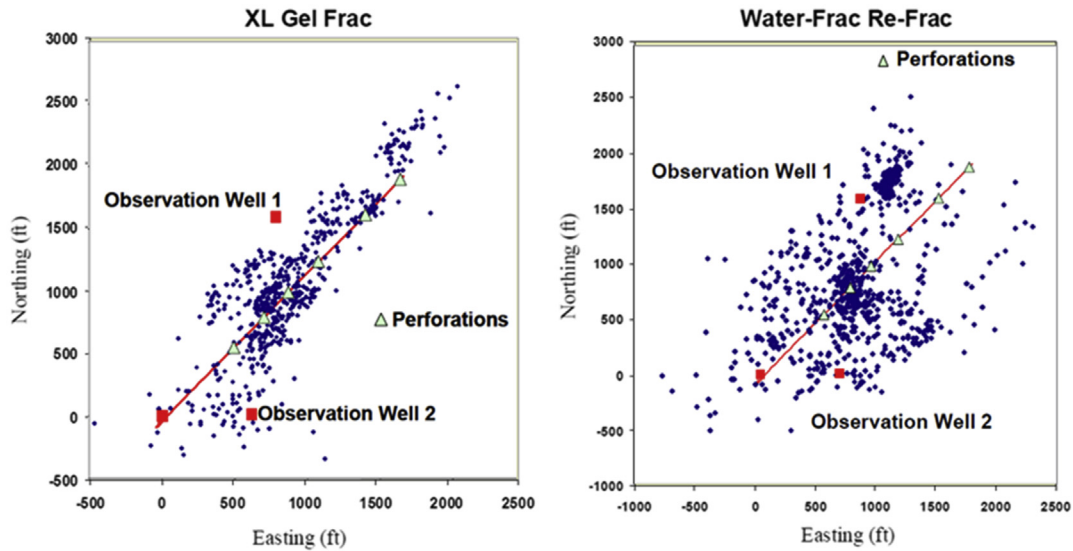 XL Gel Frac
3000
2500
2000
1500
1000
500
0
-500
-500
0
500
1000
1500
2000
2500
Northing (ft)
Easting (ft)
Observation Well 1
Perforations
Observation Well 2
Water-Frac Re-Frac
3000
2500
2000
1500
1000
500
0
-500
-1000
-1000
-500
0
500
1000
1500
2000
2500
Northing (ft)
Easting (ft)
Perforations
Observation Well 1
Observation Well 2